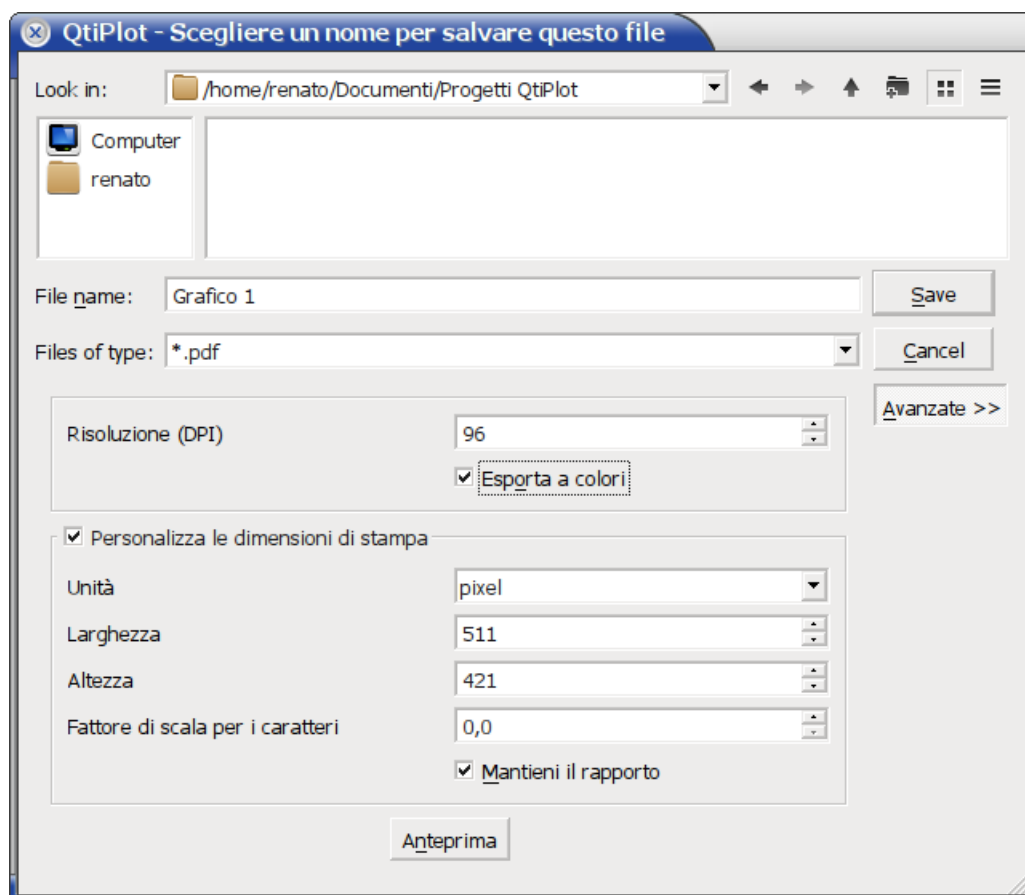 QtiPlot - Scegliere un nome per salvare questo file
Look in: /home/renato/Documenti/Progetti QtiPlot
Computer
renato
File name: Grafico 1 Save
Files of type: *.pdf Cancel
Avanzate >>
Risoluzione (DPI) 96
Esporta a colori
Personalizza le dimensioni di stampa
Unità pixel
Larghezza 511
Altezza 421
Fattore di scala per i caratteri 0,0
Mantieni il rapporto
Anteprima